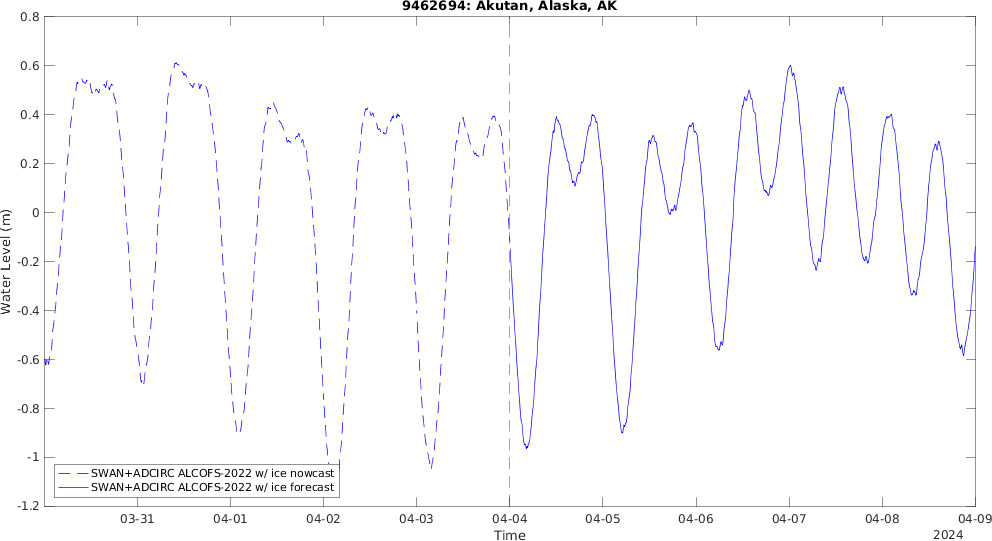 9462694: Akutan, Alaska, AK
0.8
0.6
0.4
0.2
0
-0.2
-0.4
-0.6
-0.8
-1
-1.2
Water Level (m)
SWAN+ADCIRC ALCOFS-2022 w/ ice nowcast
SWAN+ADCIRC ALCOFS-2022 w/ ice forecast
03-31 04-01 04-02 04-03 04-04 04-05 04-06 04-07 04-08 04-09
Time
2024